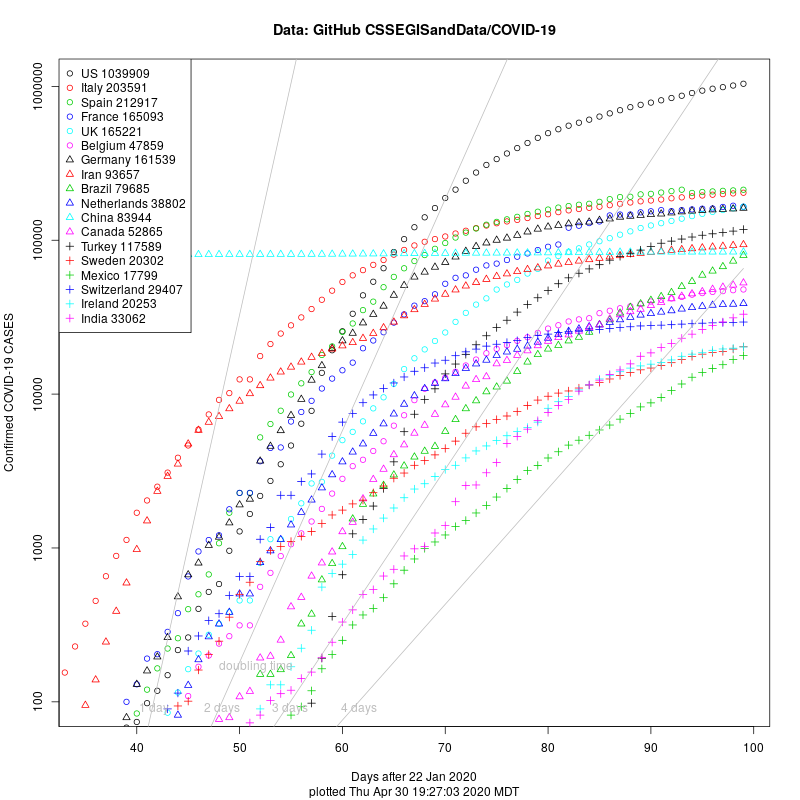 Data: GitHub CSSEGISandData/COVID-19
US 1039909
Italy 203591
Spain 212917
France 165093
UK 165221
Belgium 47859
Germany 161539
Iran 93657
Brazil 79685
Netherlands 38802
China 83944
Canada 52865
Turkey 117589
Sweden 20302
Mexico 17799
Switzerland 29407
Ireland 20253
India 33062
Confirmed COVID-19 CASES
1000000
100000
10000
1000
100
doubling time
1 day
2 days
3 days
4 days
40 50 60 70 80 90 100
Days after 22 Jan 2020
plotted Thu Apr 30 19:27:03 2020 MDT